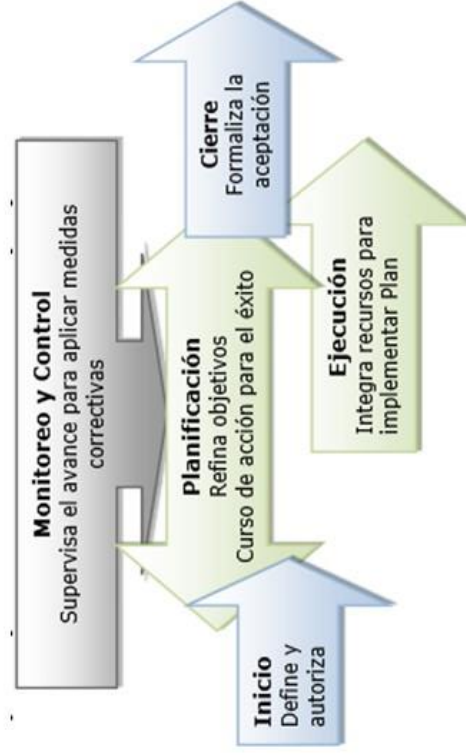 Monitoreo y Control
Supervisa el avance para aplicar medidas
correctivas
Inicio
Define y
autoriza
Planificación
Refina objetivos
Curso de acción para el éxito
Cierre
Formaliza la
aceptación
Ejecución
Integra recursos para
implementar Plan